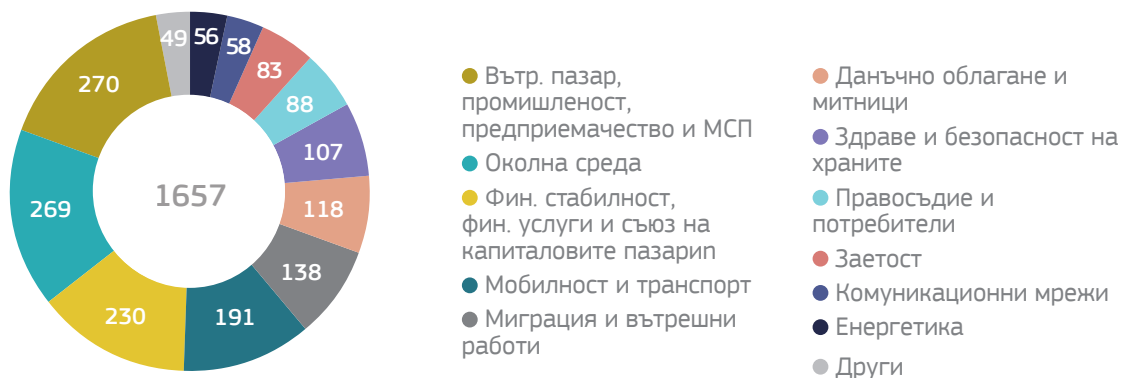 49
56
58
83
88
107
118
138
191
230
269
270
1657
Вътр. пазар,
промишленост,
предприемачество и МСП
Околна среда
Фин. стабилност,
фин. услуги и съюз на
капиталовите пазариn
Мобилност и транспорт
Миграция и вътрешни
работи
Данъчно облагане и
митници
Здраве и безопасност на
храните
Правосъдие и
потребители
Заетост
Комуникационни мрежи
Енергетика
Други